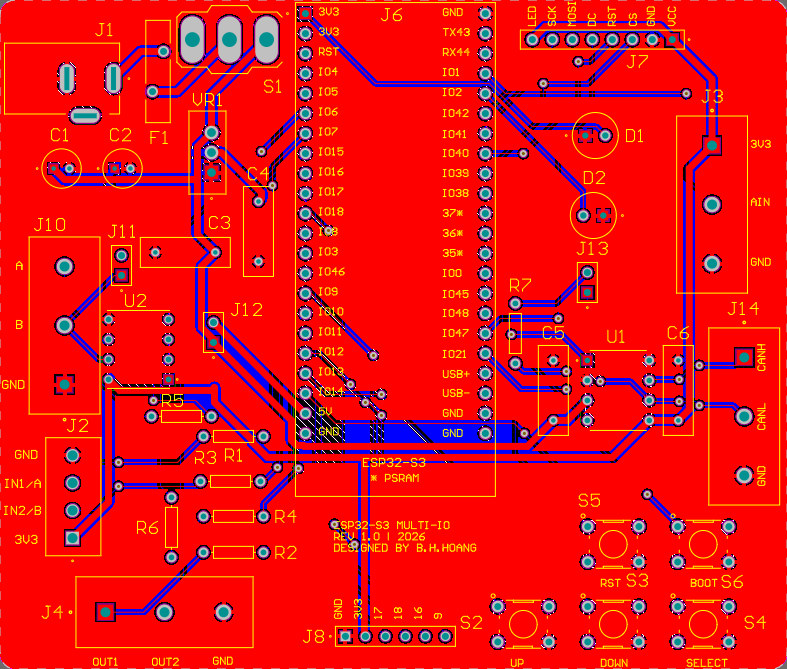 J1
F1
S1
VR1
C1
C2
C3
C4
J6
3V3
3V3
RST
IO4
IO5
IO6
IO7
IO15
IO16
IO17
IO18
IO8
IO3
IO46
IO9
IO10
IO11
IO12
IO13
IO14
5V
GND
GND
TX43
RX44
IO1
IO2
IO42
IO41
IO40
IO39
IO38
37*
36*
35*
IO0
IO45
IO48
IO47
IO21
USB+
USB-
GND
GND
ESP32-S3
* PSRAM
LED
SCK
MOSI
DC
RST
CS
GND
VCC
J7
D1
D2
J3
3V3
AIN
GND
J13
R7
C5
U1
C6
J14
CANH
CANL
GND
J10
A
B
GND
J11
U2
J12
R5
J2
GND
IN1/A
IN2/B
3V3
R3
R1
R4
R6
R2
J4
OUT1
OUT2
GND
ESP32-S3 MULTI-IO
REV 1.0 | 2026
DESIGNED BY B.H.HOANG
J8
GND
3V3
17
18
16
9
S5
RST
S3
BOOT
S6
S2
UP
DOWN
S4
SELECT